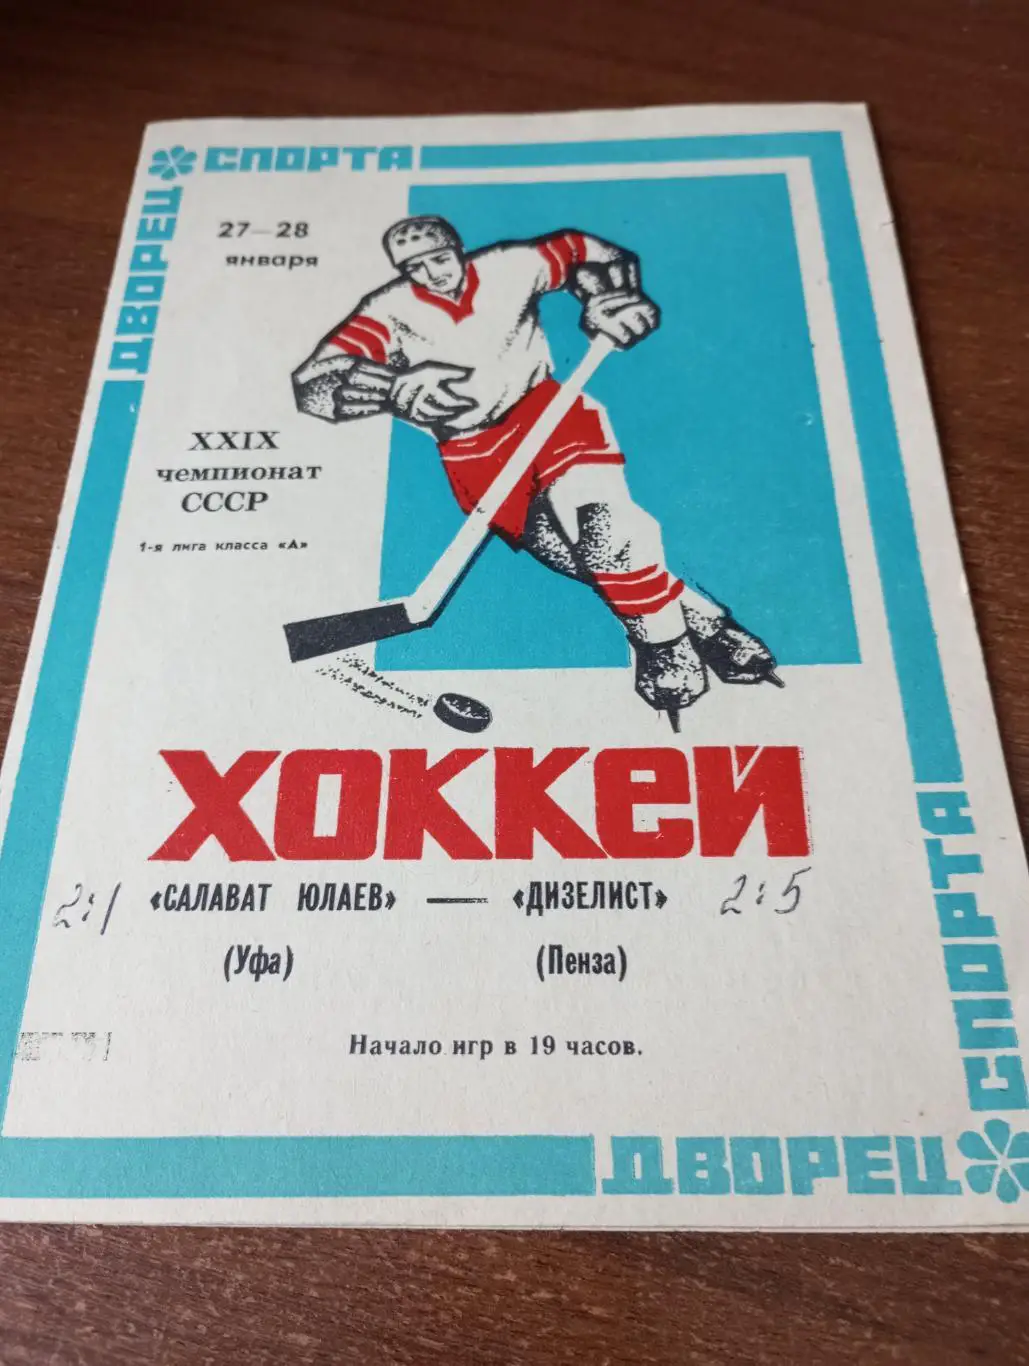 ДВОРЕЦ СПОРТА
27—28
января
XXIX
чемпионат
СССР
1-я лига класса «А»
ХОККЕЙ
2:1 «САЛАВАТ ЮЛАЕВ» — «ДИЗЕЛИСТ» 2:5
(Уфа) (Пенза)
Начало игр в 19 часов.
ДВОРЕЦ СПОРТА